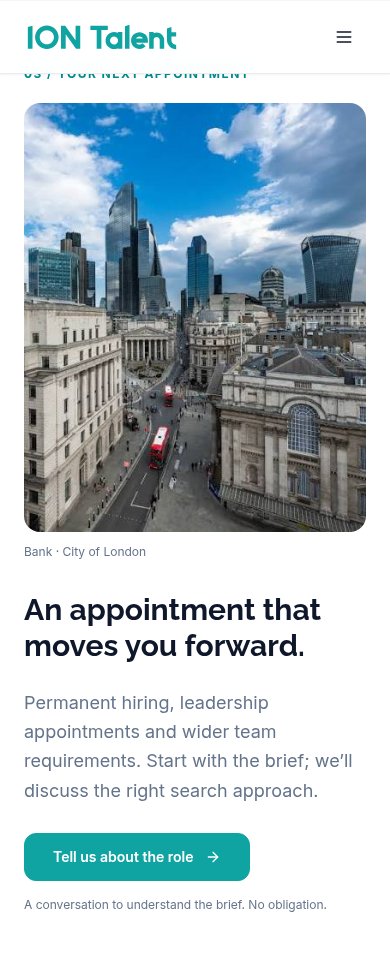 ION Talent
/ YOUR NEXT APPOINTMENT
Bank · City of London
An appointment that
moves you forward.
Permanent hiring, leadership
appointments and wider team
requirements. Start with the brief; we’ll
discuss the right search approach.
Tell us about the role →
A conversation to understand the brief. No obligation.